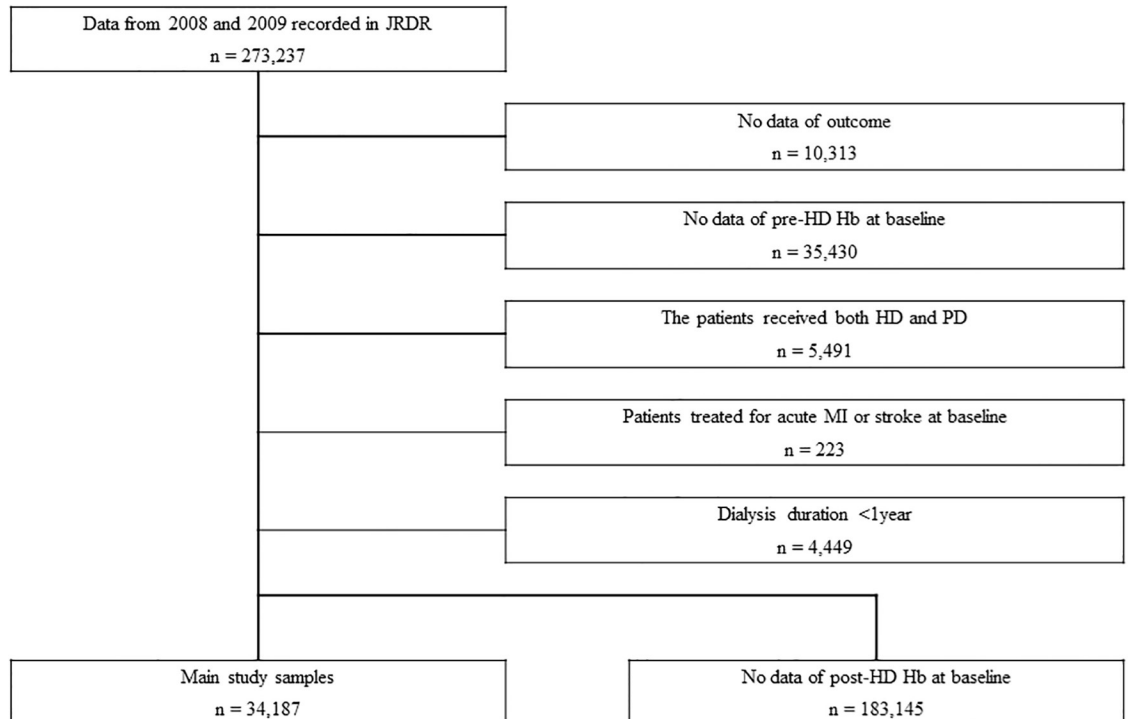 Data from 2008 and 2009 recorded in JRDR
n = 273,237
No data of outcome
n = 10,313
No data of pre-HD Hb at baseline
n = 35,430
The patients received both HD and PD
n = 5,491
Patients treated for acute MI or stroke at baseline
n = 223
Dialysis duration <1year
n = 4,449
Main study samples
n = 34,187
No data of post-HD Hb at baseline
n = 183,145